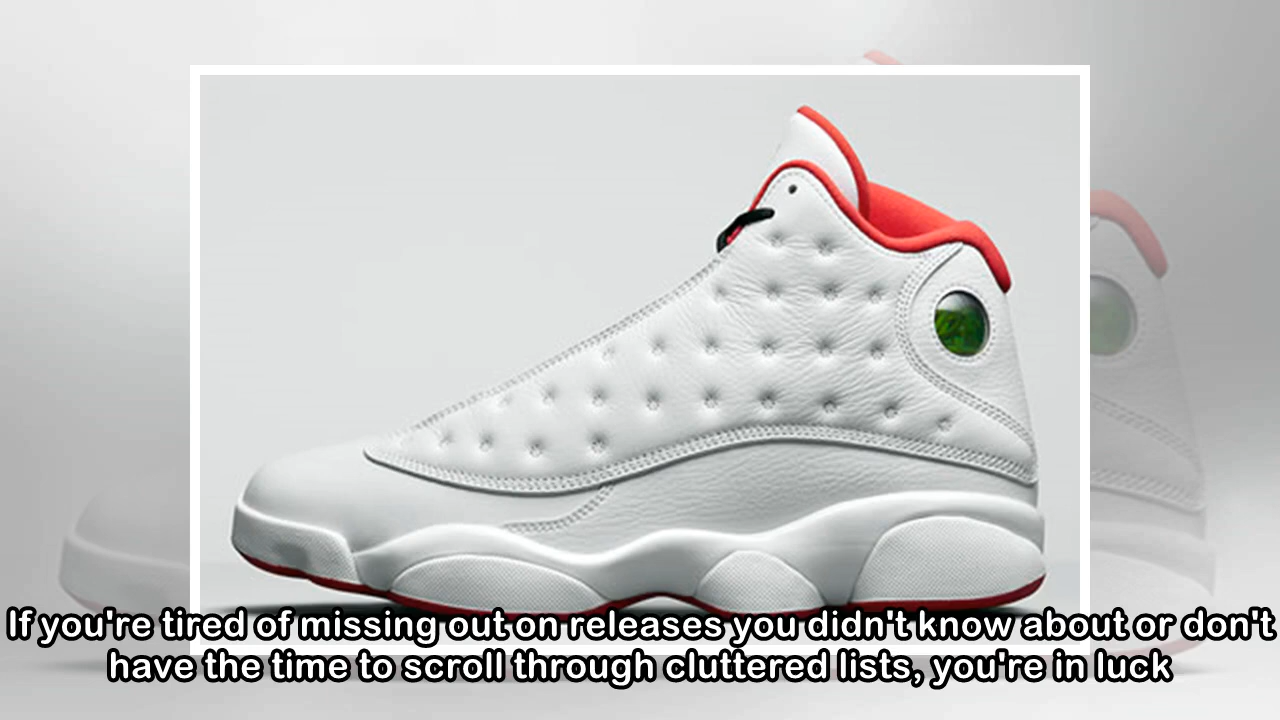 If you're tired of missing out on releases you didn't know about or don't
have the time to scroll through cluttered lists, you're in luck